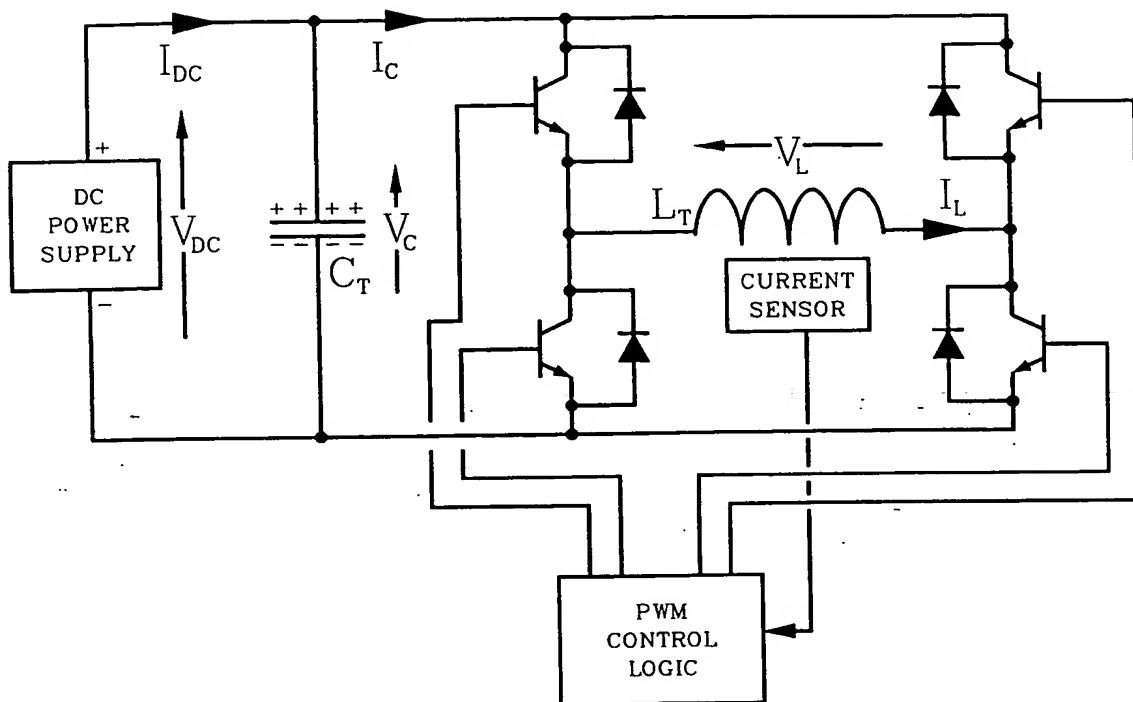 I_DC
I_C
+
DC
POWER
SUPPLY
-
V_DC
+ + + +
- - - -
C_T
V_C
V_L
L_T
I_L
CURRENT
SENSOR
PWM
CONTROL
LOGIC